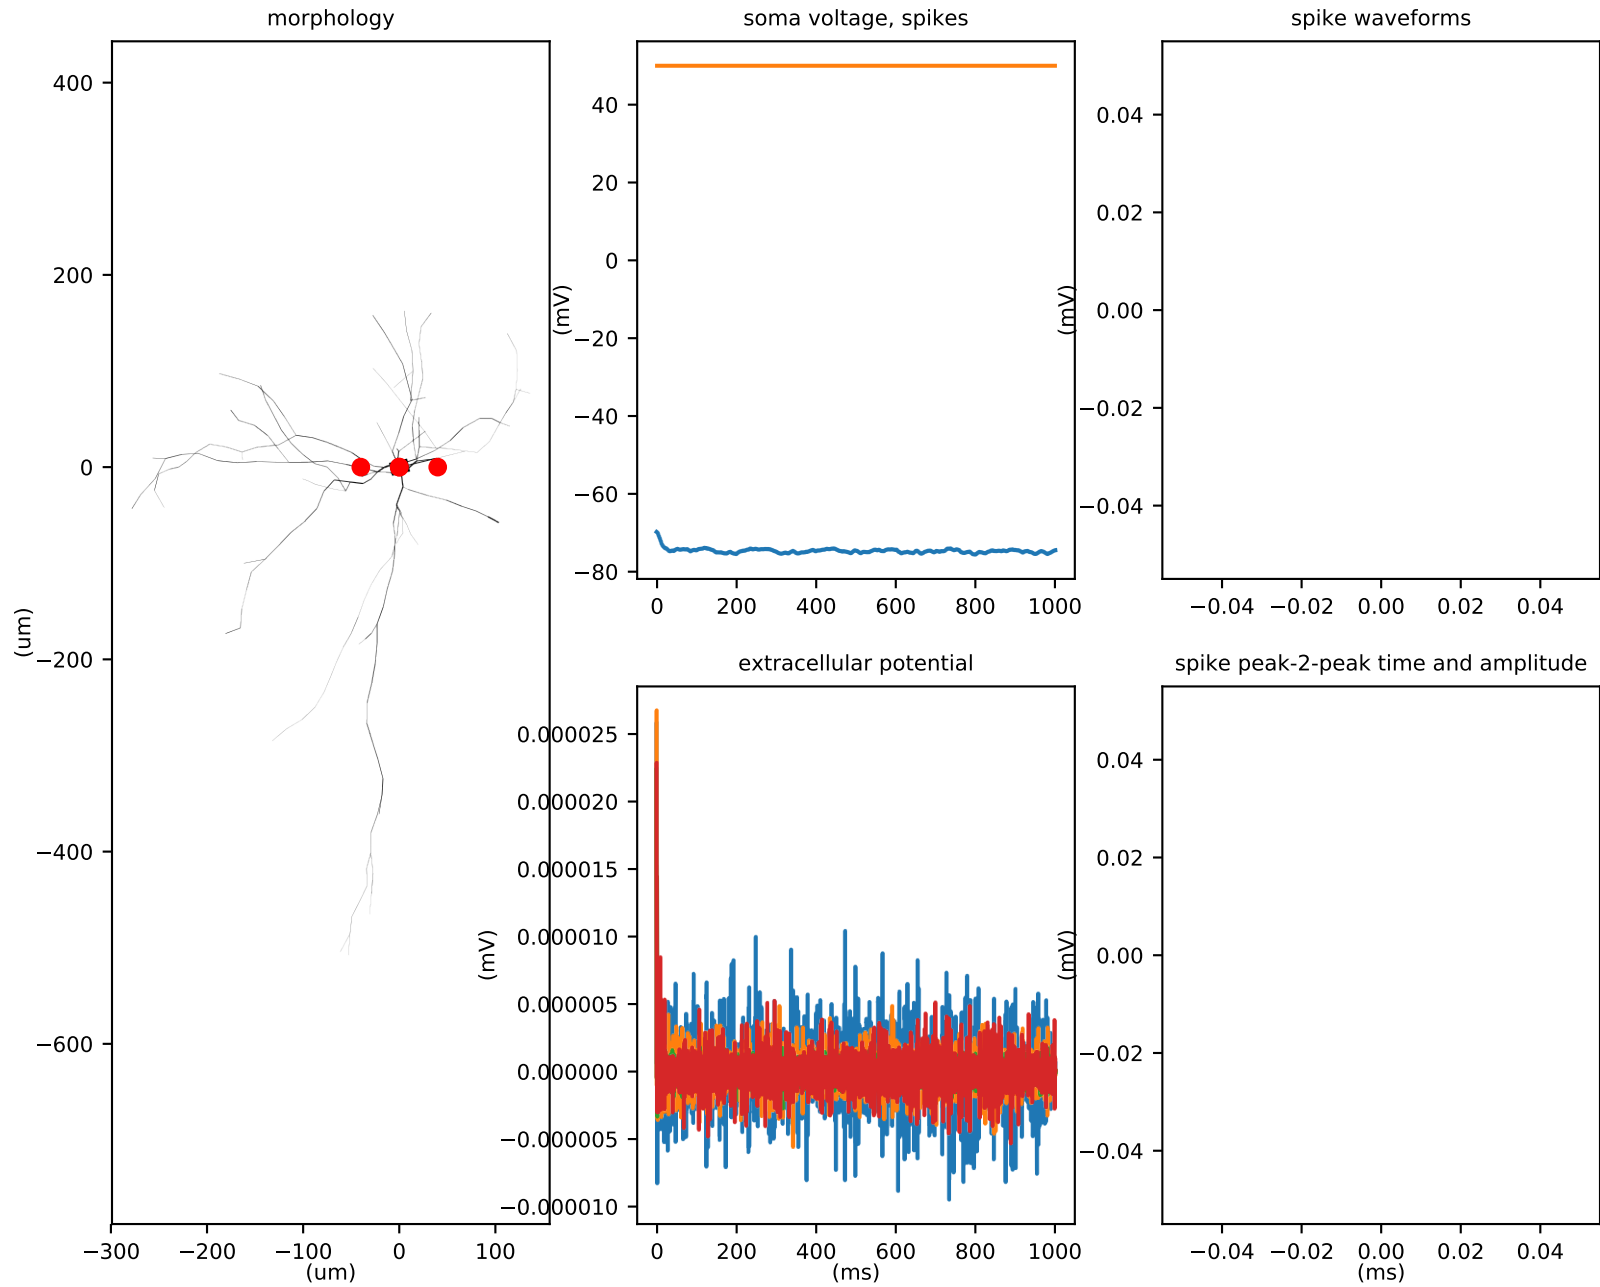 morphology
400
200
0
−200
−400
−600
(um)
−300 −200 −100 0 100
(um)
soma voltage, spikes
40
20
0
−20
−40
−60
−80
(mV)
0 200 400 600 800 1000
spike waveforms
0.04
0.02
0.00
−0.02
−0.04
(mV)
−0.04 −0.02 0.00 0.02 0.04
extracellular potential
0.000025
0.000020
0.000015
0.000010
0.000005
0.000000
−0.000005
−0.000010
(mV)
0 200 400 600 800 1000
(ms)
spike peak-2-peak time and amplitude
0.04
0.02
0.00
−0.02
−0.04
(mV)
−0.04 −0.02 0.00 0.02 0.04
(ms)